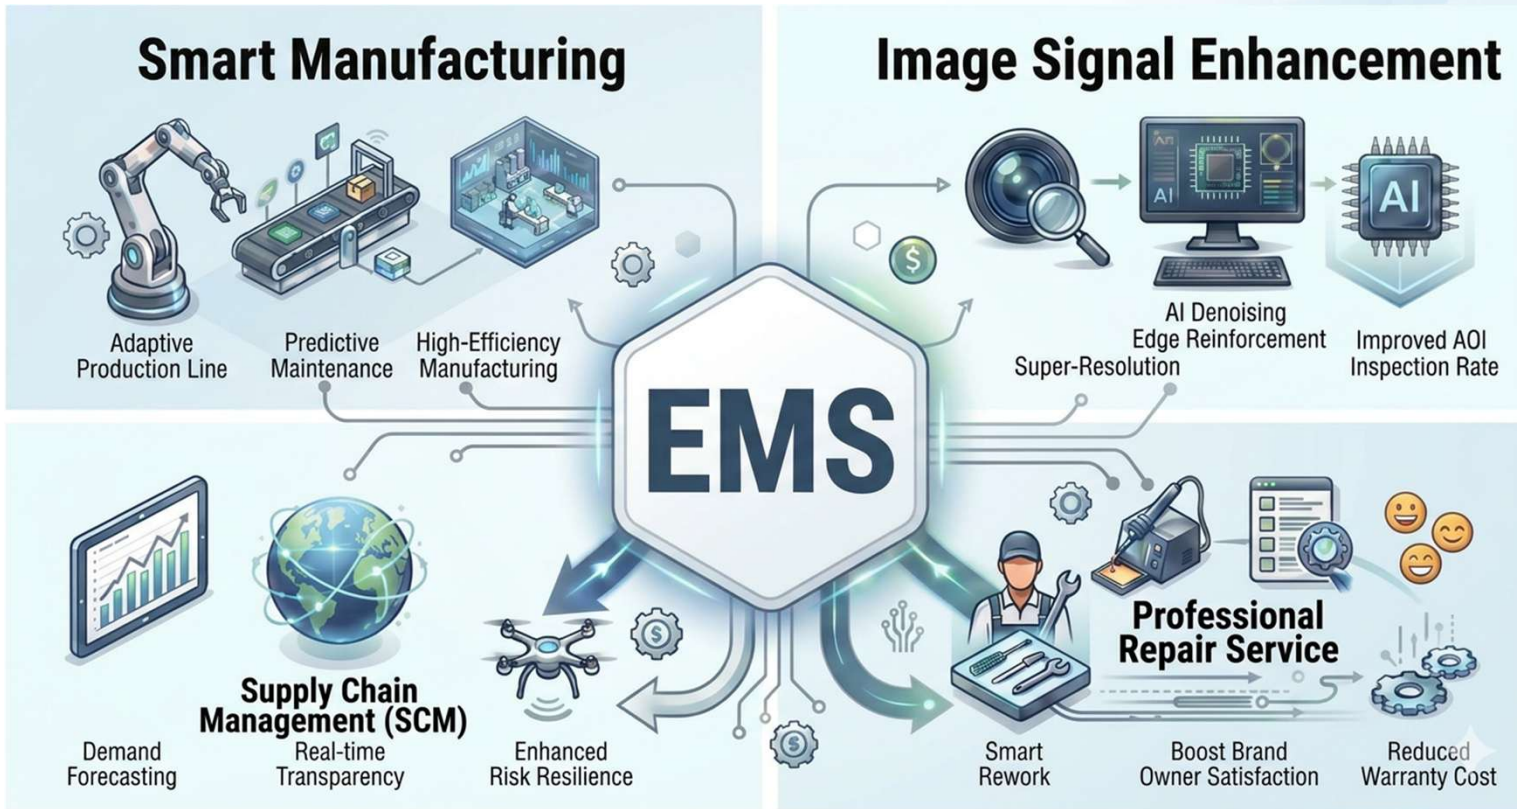 Smart Manufacturing
Adaptive
Production Line
Predictive
Maintenance
High-Efficiency
Manufacturing
Image Signal Enhancement
AI
AI
Super-Resolution
AI Denoising
Edge Reinforcement
Improved AOI
Inspection Rate
EMS
$
Supply Chain
Management (SCM)
Demand
Forecasting
Real-time
Transparency
Enhanced
Risk Resilience
$
$
Professional
Repair Service
Smart
Rework
Boost Brand
Owner Satisfaction
Reduced
Warranty Cost